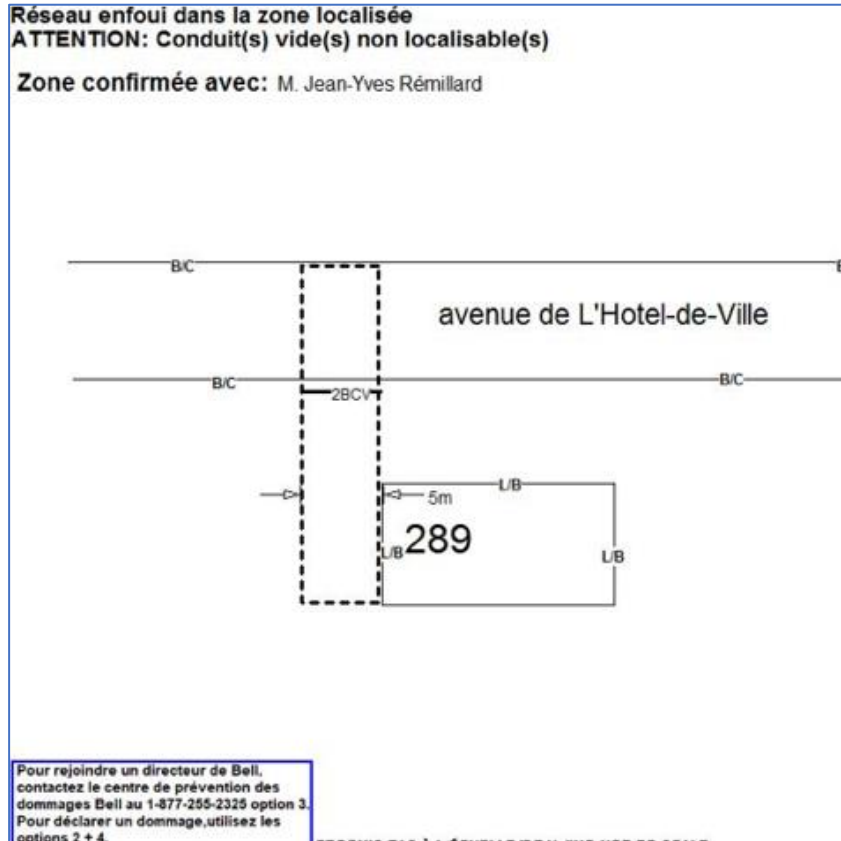 Réseau enfoui dans la zone localisée
ATTENTION: Conduit(s) vide(s) non localisable(s)
Zone confirmée avec: M. Jean-Yves Rémillard
B/C
avenue de L'Hotel-de-Ville
B/C
2BCV
B/C
5m
L/B
L/B
289
L/B
Pour rejoindre un directeur de Bell,
contactez le centre de prévention des
dommages Bell au 1-877-255-2325 option 3.
Pour déclarer un dommage,utilisez les
options 2 + 4.